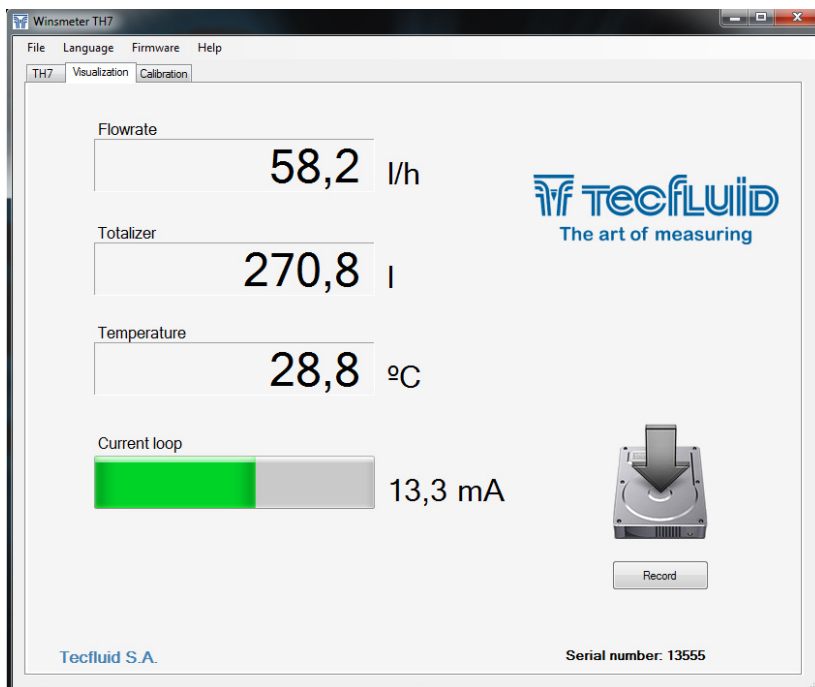 Winsmeter TH7
File Language Firmware Help
TH7 Visualization Calibration
Flowrate
58,2 l/h
TECFLUID
The art of measuring
Totalizer
270,8 l
Temperature
28,8 ºC
Current loop
13,3 mA
Record
Tecfluid S.A.
Serial number: 13555